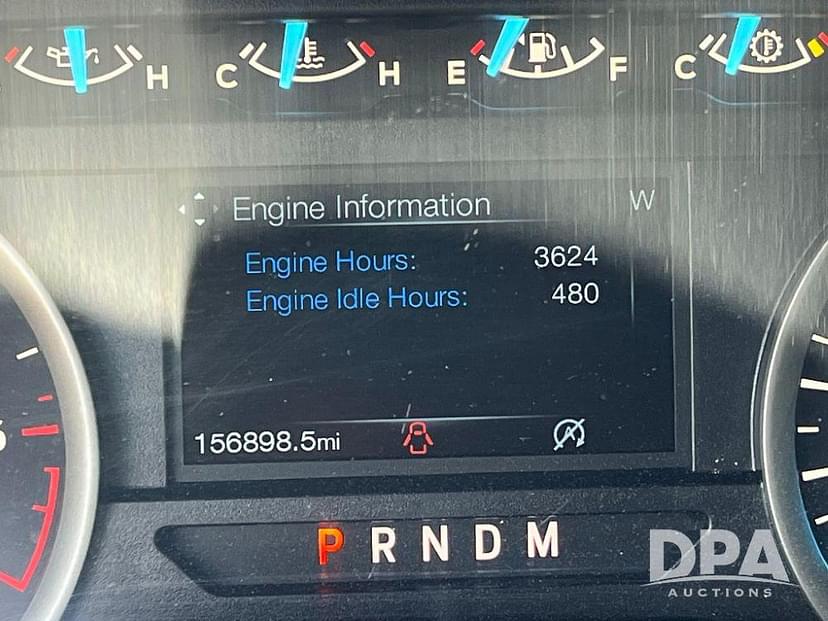 H C H E F C
Engine Information W
Engine Hours: 3624
Engine Idle Hours: 480
156898.5mi
P R N D M
DPA
AUCTIONS